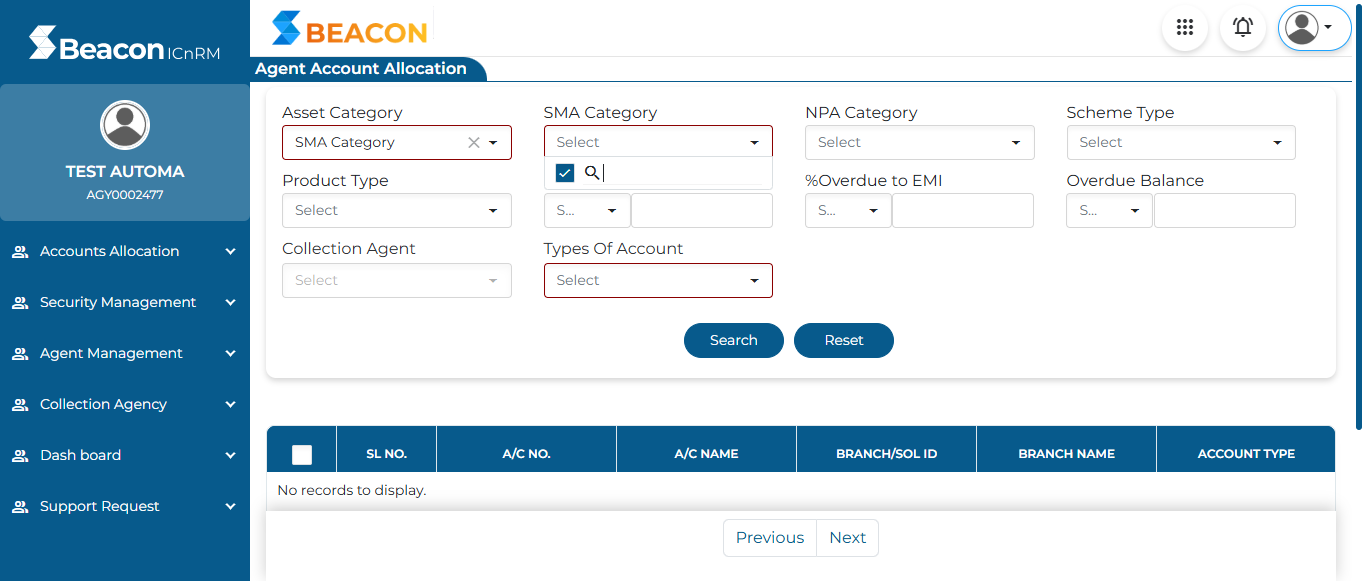 Beacon ICnRM
BEACON
Agent Account Allocation
TEST AUTOMA
AGY0002477
Accounts Allocation
Security Management
Agent Management
Collection Agency
Dash board
Support Request
Asset Category
SMA Category
NPA Category
Scheme Type
SMA Category
Select
Select
Select
Product Type
%Overdue to EMI
Overdue Balance
Select
S...
S...
S...
Collection Agent
Types Of Account
Select
Select
Search
Reset
SL NO.
A/C NO.
A/C NAME
BRANCH/SOL ID
BRANCH NAME
ACCOUNT TYPE
No records to display.
Previous
Next